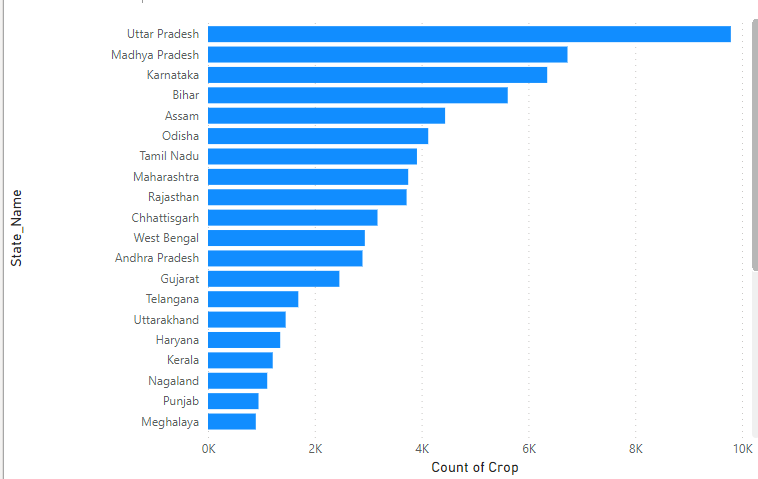 Uttar Pradesh
Madhya Pradesh
Karnataka
Bihar
Assam
Odisha
Tamil Nadu
Maharashtra
Rajasthan
Chhattisgarh
West Bengal
Andhra Pradesh
Gujarat
Telangana
Uttarakhand
Haryana
Kerala
Nagaland
Punjab
Meghalaya
State_Name
0K 2K 4K 6K 8K 10K
Count of Crop